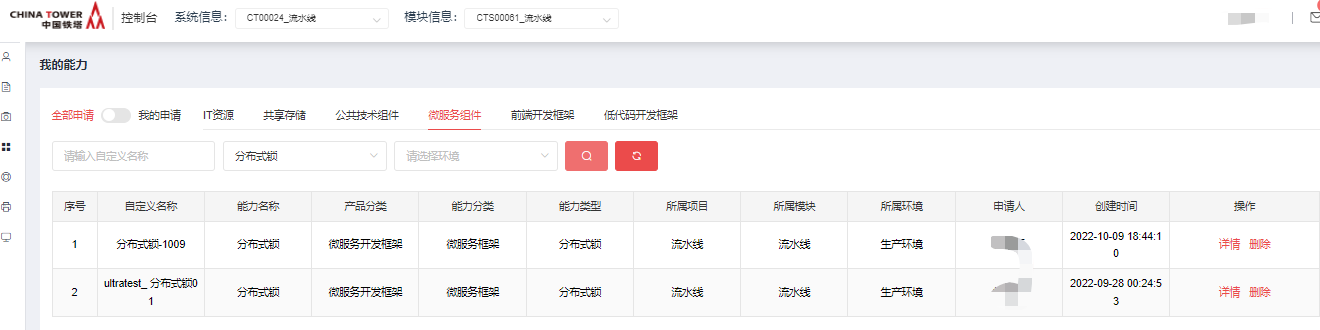 CHINA TOWER 中国铁塔 控制台 系统信息: CT00024_流水线 模块信息: CTS00061_流水线
我的能力
全部申请 我的申请 IT资源 共享存储 公共技术组件 微服务组件 前端开发框架 低代码开发框架
请输入自定义名称 分布式锁 请选择环境
序号 自定义名称 能力名称 产品分类 能力分类 能力类型 所属项目 所属模块 所属环境 申请人 创建时间 操作
1 分布式锁-1009 分布式锁 微服务开发框架 微服务框架 分布式锁 流水线 流水线 生产环境 2022-10-09 18:44:10 详情 删除
2 ultratest_分布式锁01 分布式锁 微服务开发框架 微服务框架 分布式锁 流水线 流水线 生产环境 2022-09-28 00:24:53 详情 删除